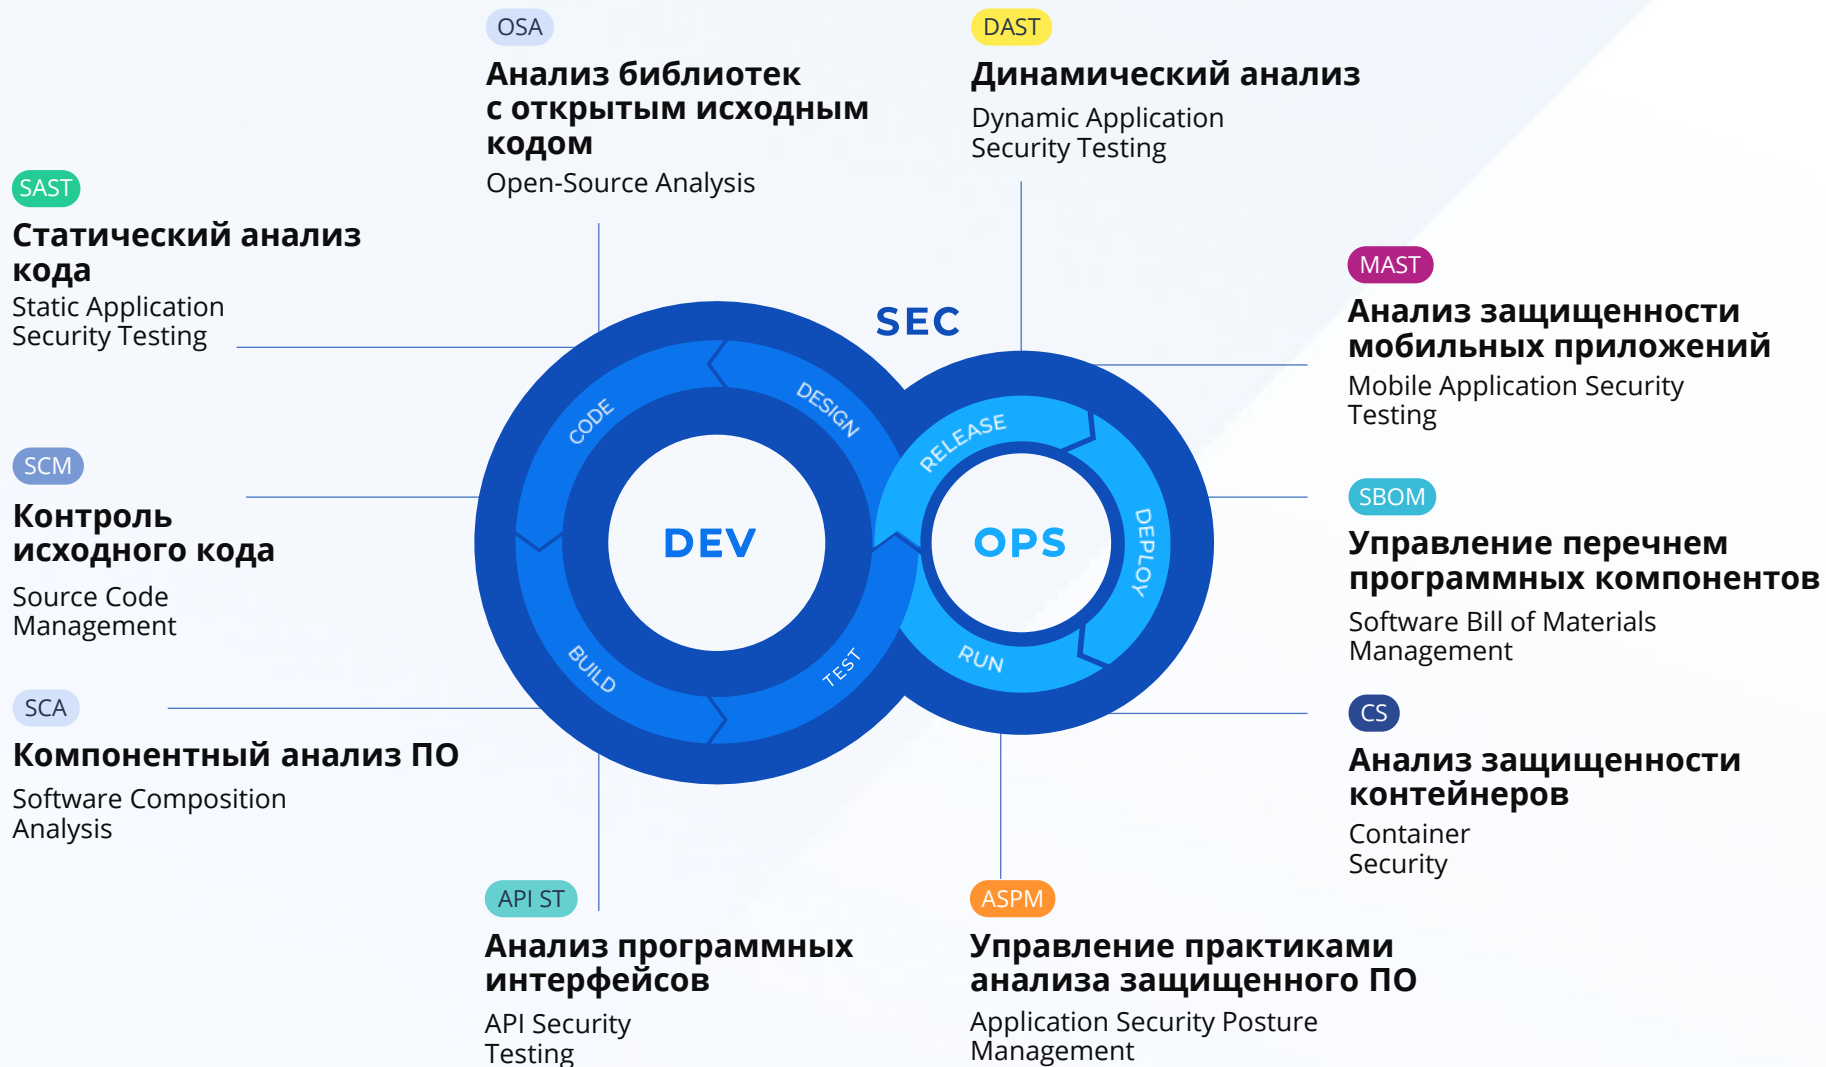 OSA
Анализ библиотек
с открытым исходным
кодом
Open-Source Analysis
DAST
Динамический анализ
Dynamic Application
Security Testing
SAST
Статический анализ
кода
Static Application
Security Testing
SCM
Контроль
исходного кода
Source Code
Management
SCA
Компонентный анализ ПО
Software Composition
Analysis
SEC
DEV
OPS
DESIGN
CODE
BUILD
TEST
RELEASE
DEPLOY
RUN
MAST
Анализ защищенности
мобильных приложений
Mobile Application Security
Testing
SBOM
Управление перечнем
программных компонентов
Software Bill of Materials
Management
CS
Анализ защищенности
контейнеров
Container
Security
API ST
Анализ программных
интерфейсов
API Security
Testing
ASPM
Управление практиками
анализа защищенного ПО
Application Security Posture
Management